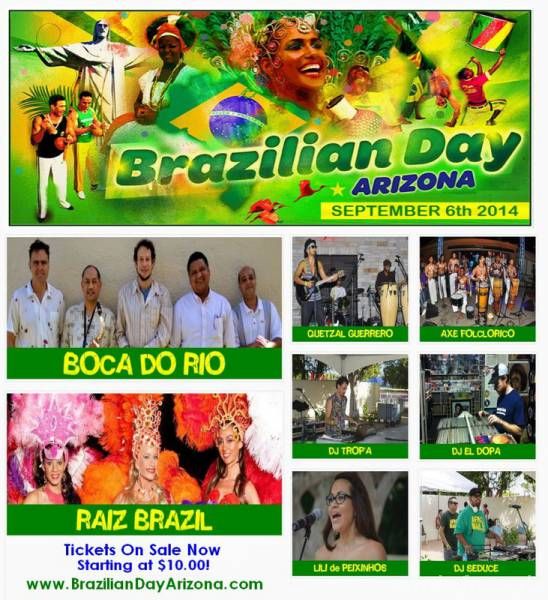 Brazilian Day
ARIZONA
SEPTEMBER 6th 2014
BOCA DO RIO
QUETZAL GUERRERO
AXE FOLCLORICO
DJ TROP'A
DJ EL DOPA
RAIZ BRAZIL
LILI de PEIXINHOS
DJ SEDUCE
Tickets On Sale Now
Starting at $10.00!
www.BrazilianDayArizona.com